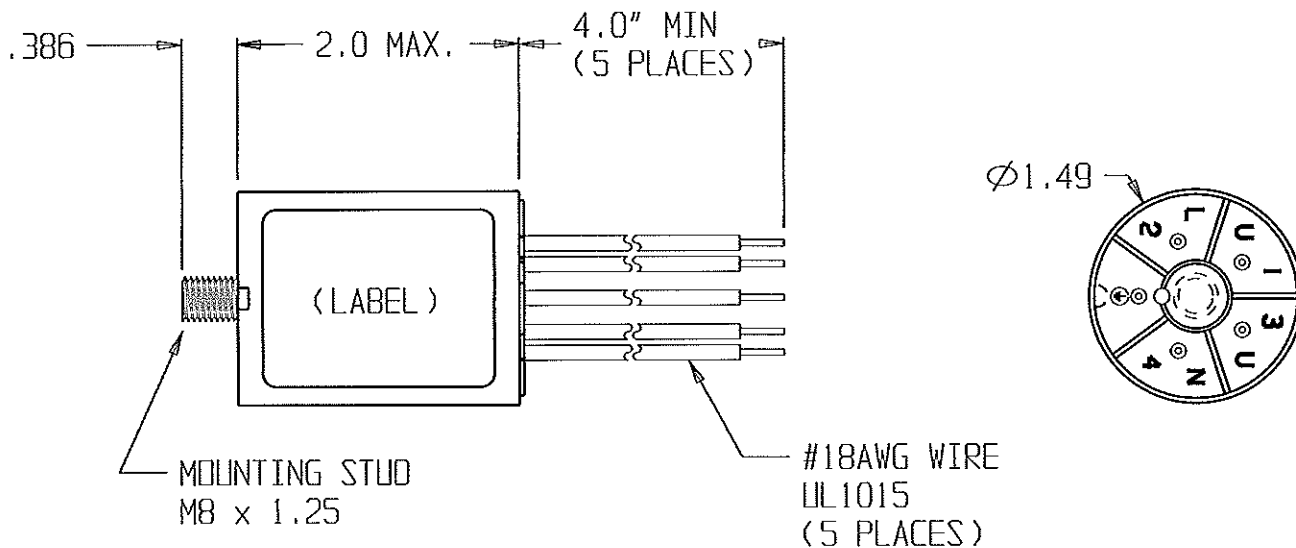 .386
2.0 MAX.
4.0" MIN
(5 PLACES)
Ø1.49
(LABEL)
L
2
U
1
3
U
4
N
MOUNTING STUD
M8 x 1.25
#18AWG WIRE
UL1015
(5 PLACES)